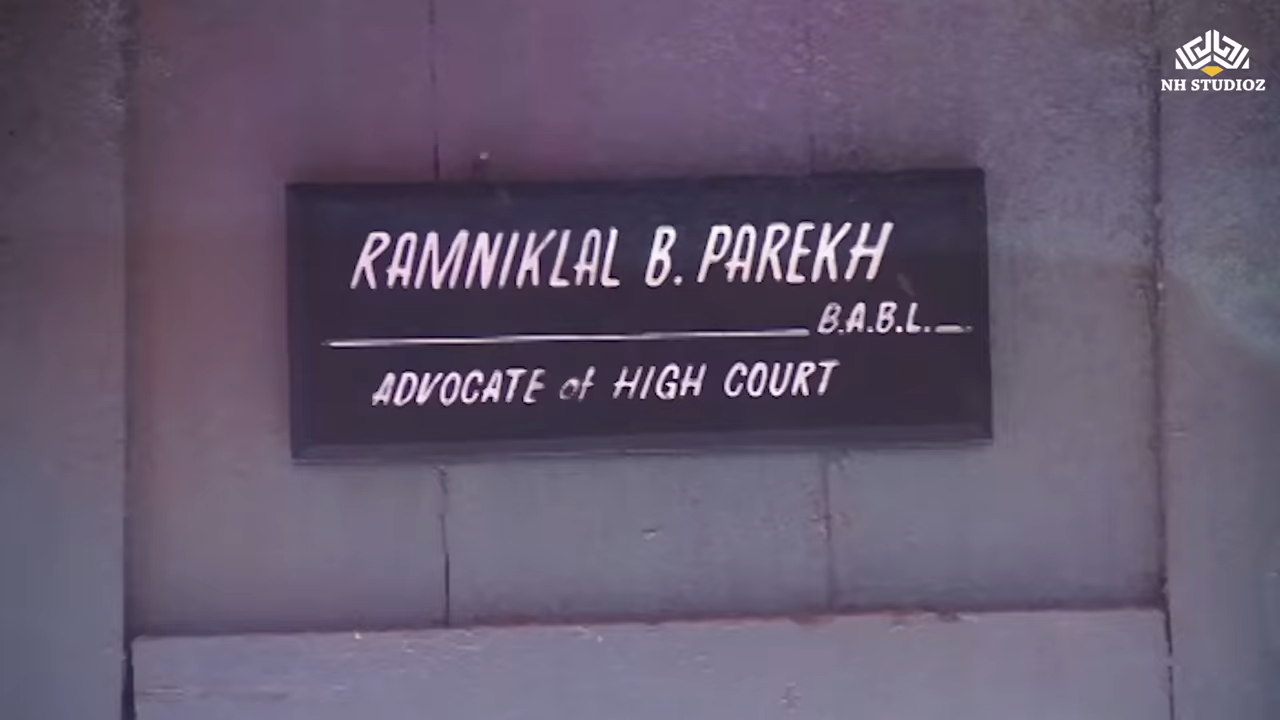 NH STUDIOZ
RAMNIKLAL B. PAREKH
B.A.B.L.
ADVOCATE of HIGH COURT